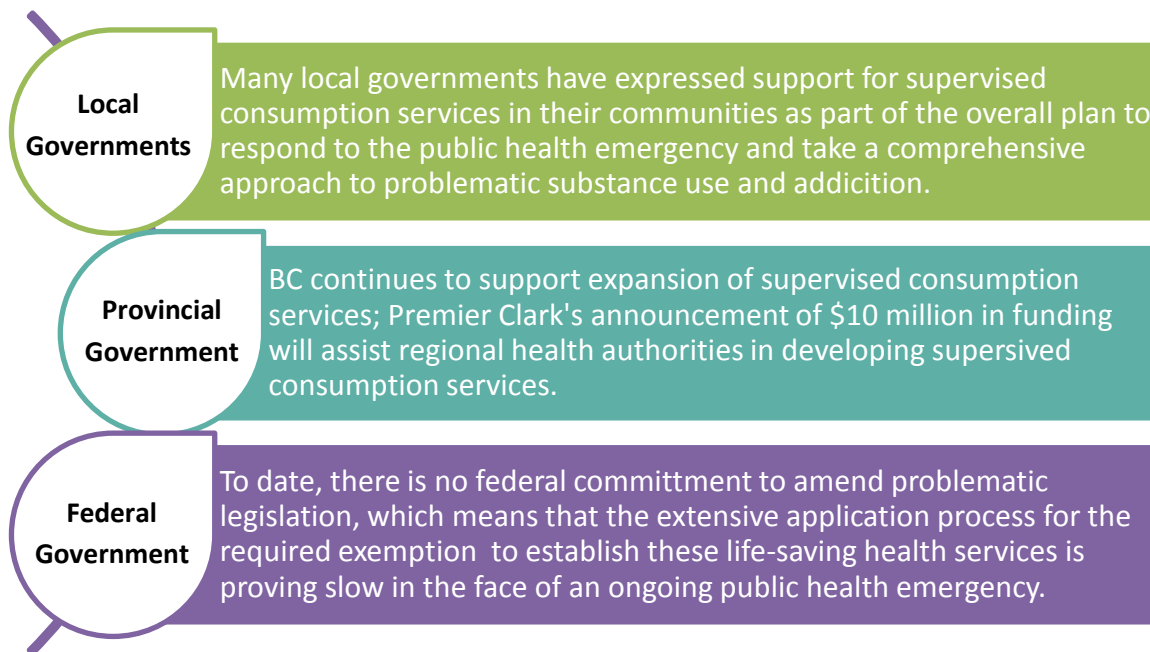 Local
Governments
Many local governments have expressed support for supervised
consumption services in their communities as part of the overall plan to
respond to the public health emergency and take a comprehensive
approach to problematic substance use and addicition.
Provincial
Government
BC continues to support expansion of supervised consumption
services; Premier Clark's announcement of $10 million in funding
will assist regional health authorities in developing supersived
consumption services.
Federal
Government
To date, there is no federal committment to amend problematic
legislation, which means that the extensive application process for the
required exemption  to establish these life-saving health services is
proving slow in the face of an ongoing public health emergency.